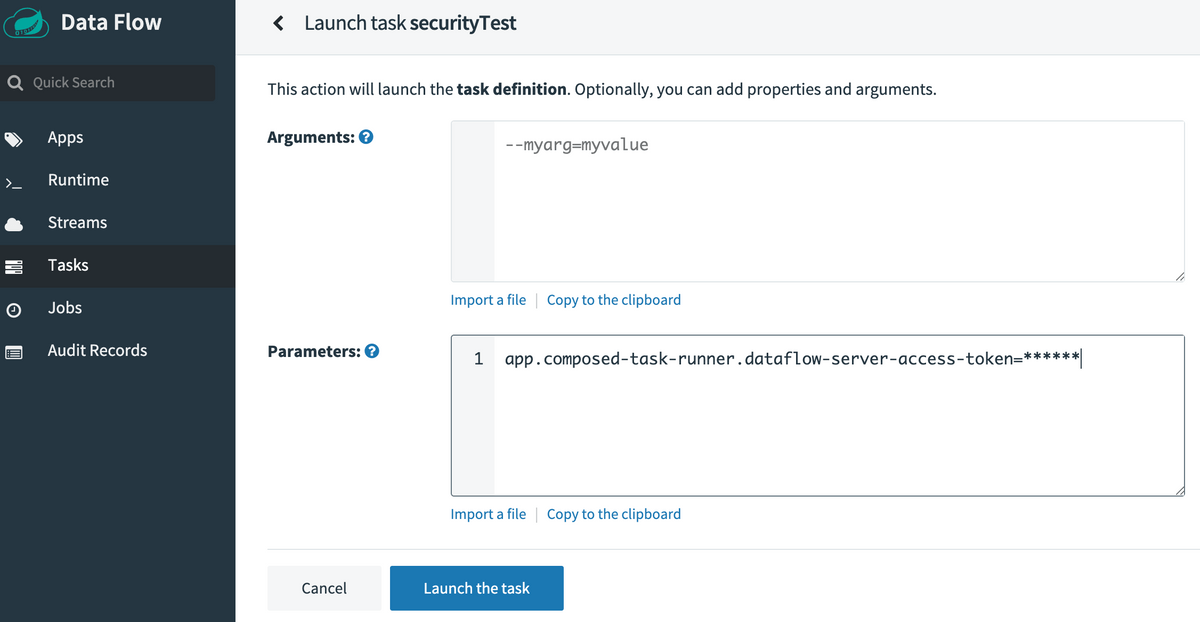 Data Flow
Quick Search
Apps
Runtime
Streams
Tasks
Jobs
Audit Records
Launch task securityTest
This action will launch the task definition. Optionally, you can add properties and arguments.
Arguments: ?
--myarg=myvalue
Import a file | Copy to the clipboard
Parameters: ?
1 app.composed-task-runner.dataflow-server-access-token=******
Import a file | Copy to the clipboard
Cancel
Launch the task